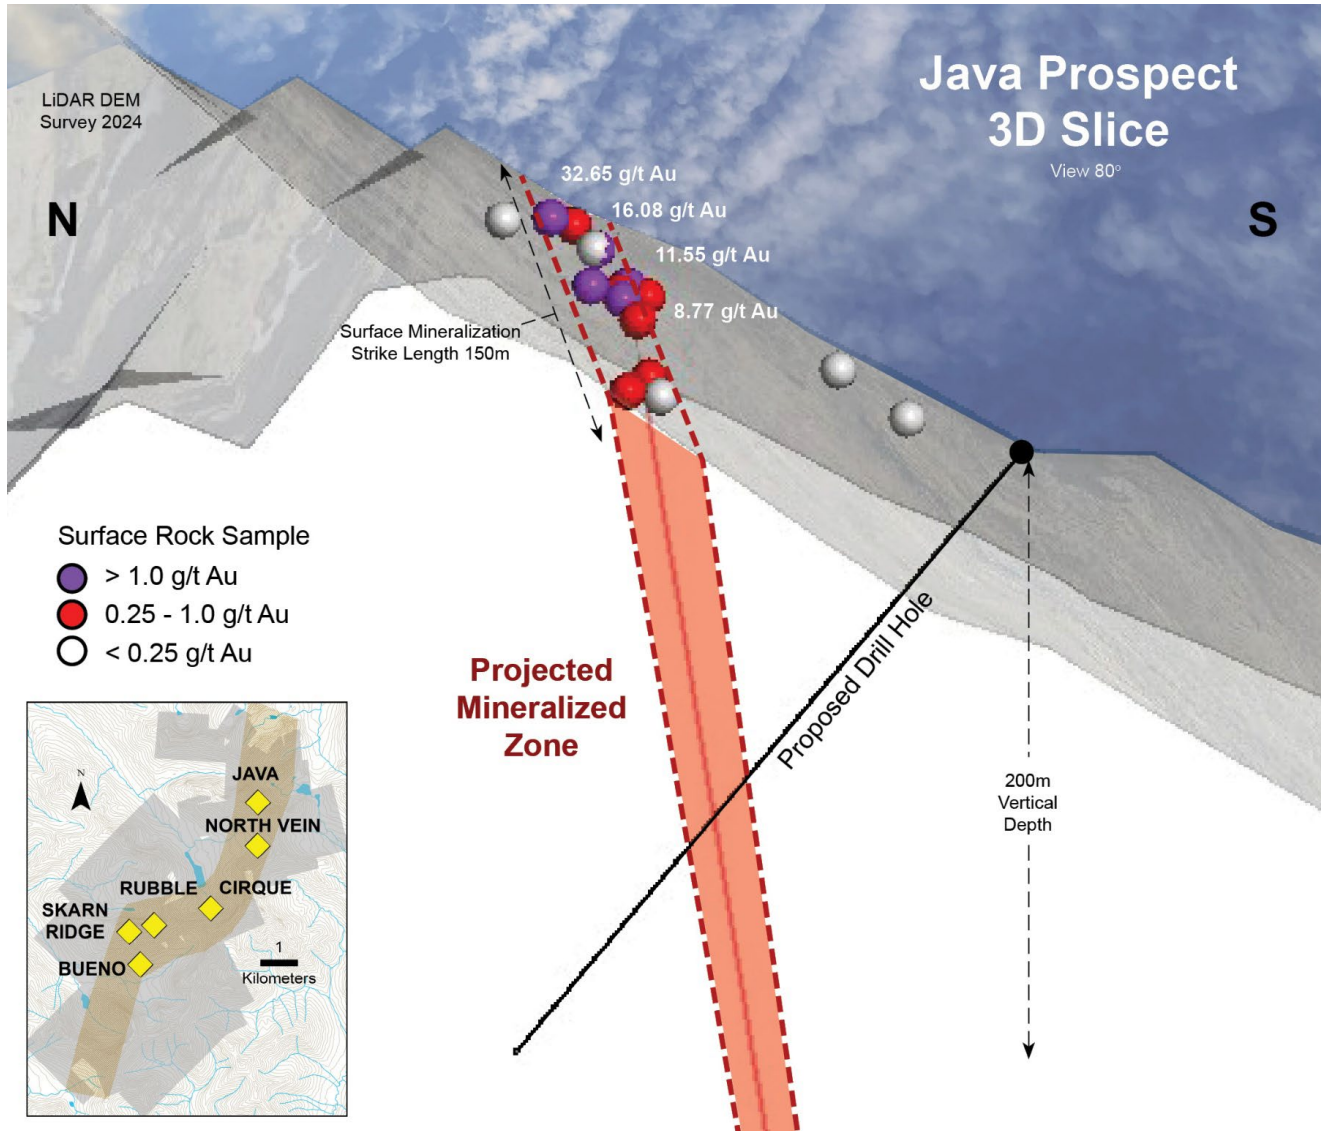 Java Prospect
3D Slice
View 80°
LiDAR DEM
Survey 2024
N
S
32.65 g/t Au
16.08 g/t Au
11.55 g/t Au
8.77 g/t Au
Surface Mineralization
Strike Length 150m
Surface Rock Sample
> 1.0 g/t Au
0.25 - 1.0 g/t Au
< 0.25 g/t Au
Projected
Mineralized
Zone
Proposed Drill Hole
200m
Vertical
Depth
N
JAVA
NORTH VEIN
RUBBLE
CIRQUE
SKARN
RIDGE
BUENO
1
Kilometers